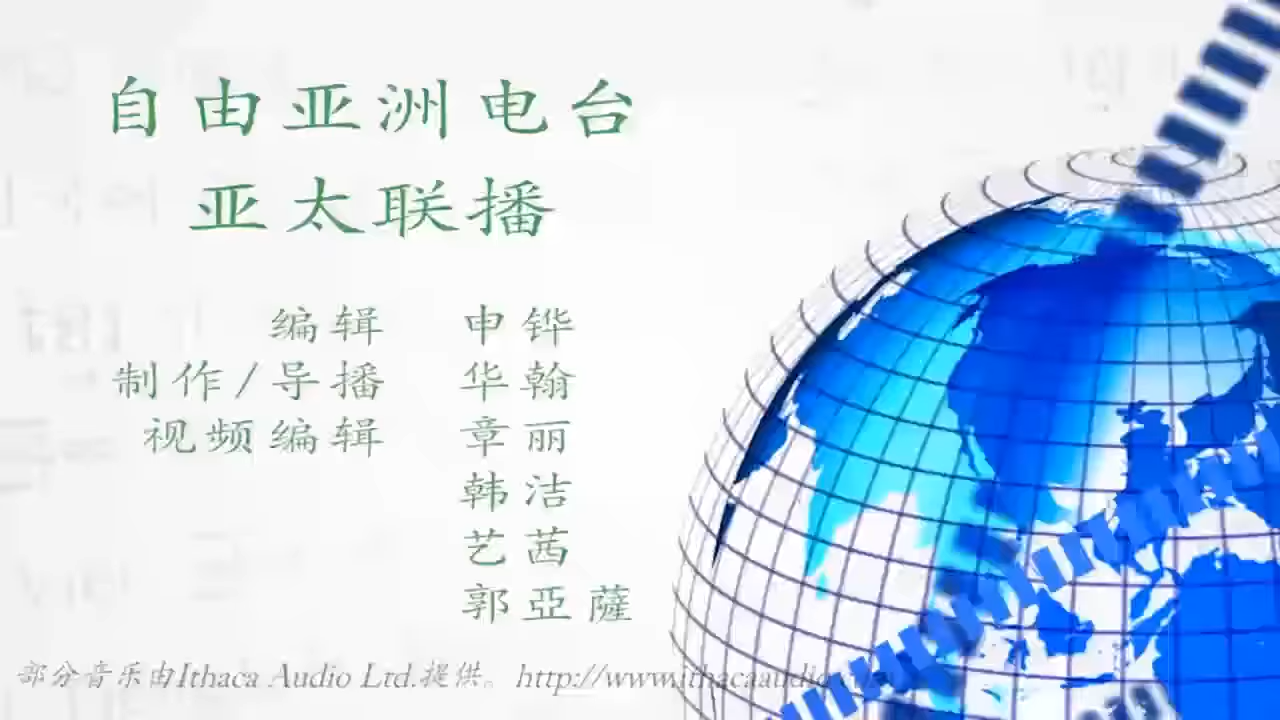 自由亚洲电台
亚太联播
编辑 申铧
制作/导播 华翰
视频编辑 章丽
韩洁
艺茜
郭亞薩
部分音乐由Ithaca Audio Ltd.提供。 http://www.ithacaaudio.com